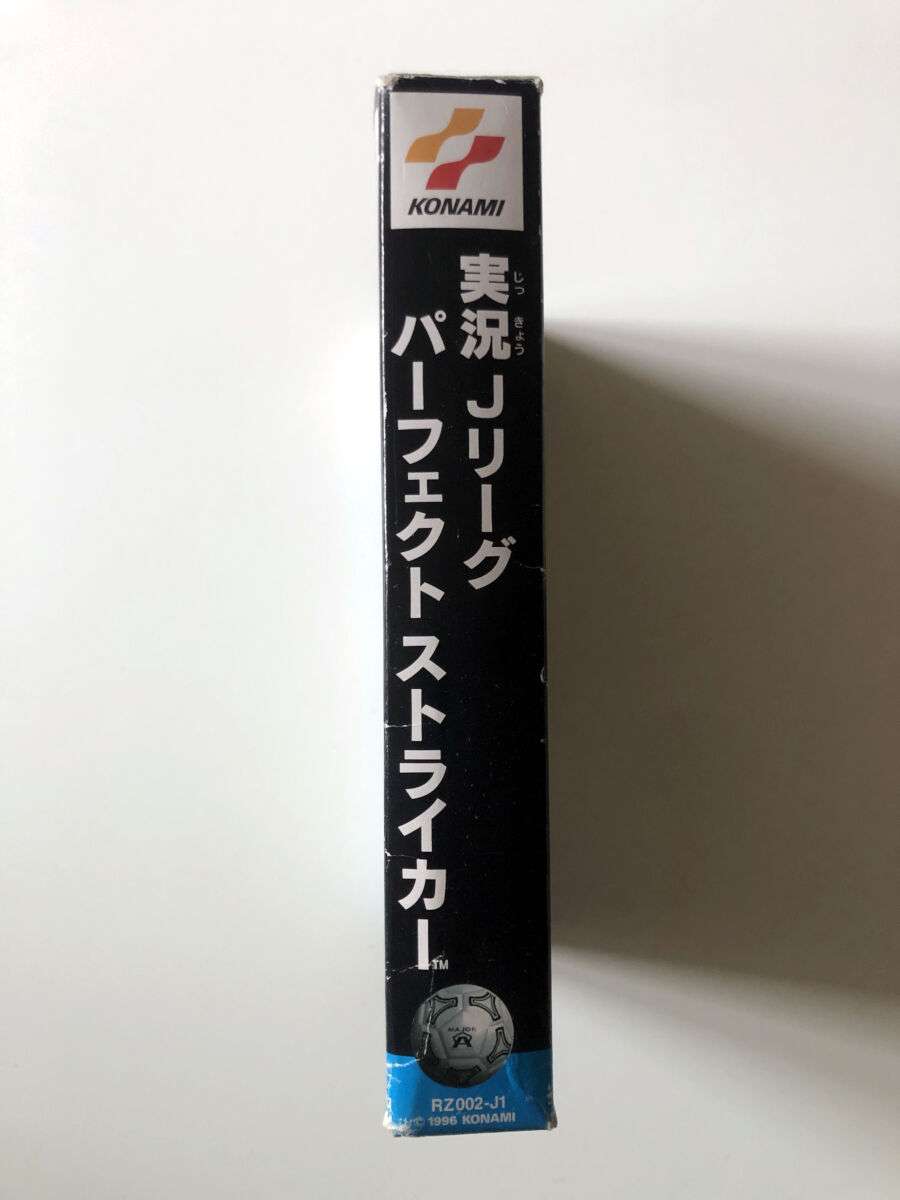 KONAMI
実況 Jリーグ
じっ きょう
パーフェクト ストライカー™
MAJOR
RZ002-J1
© 1996 KONAMI